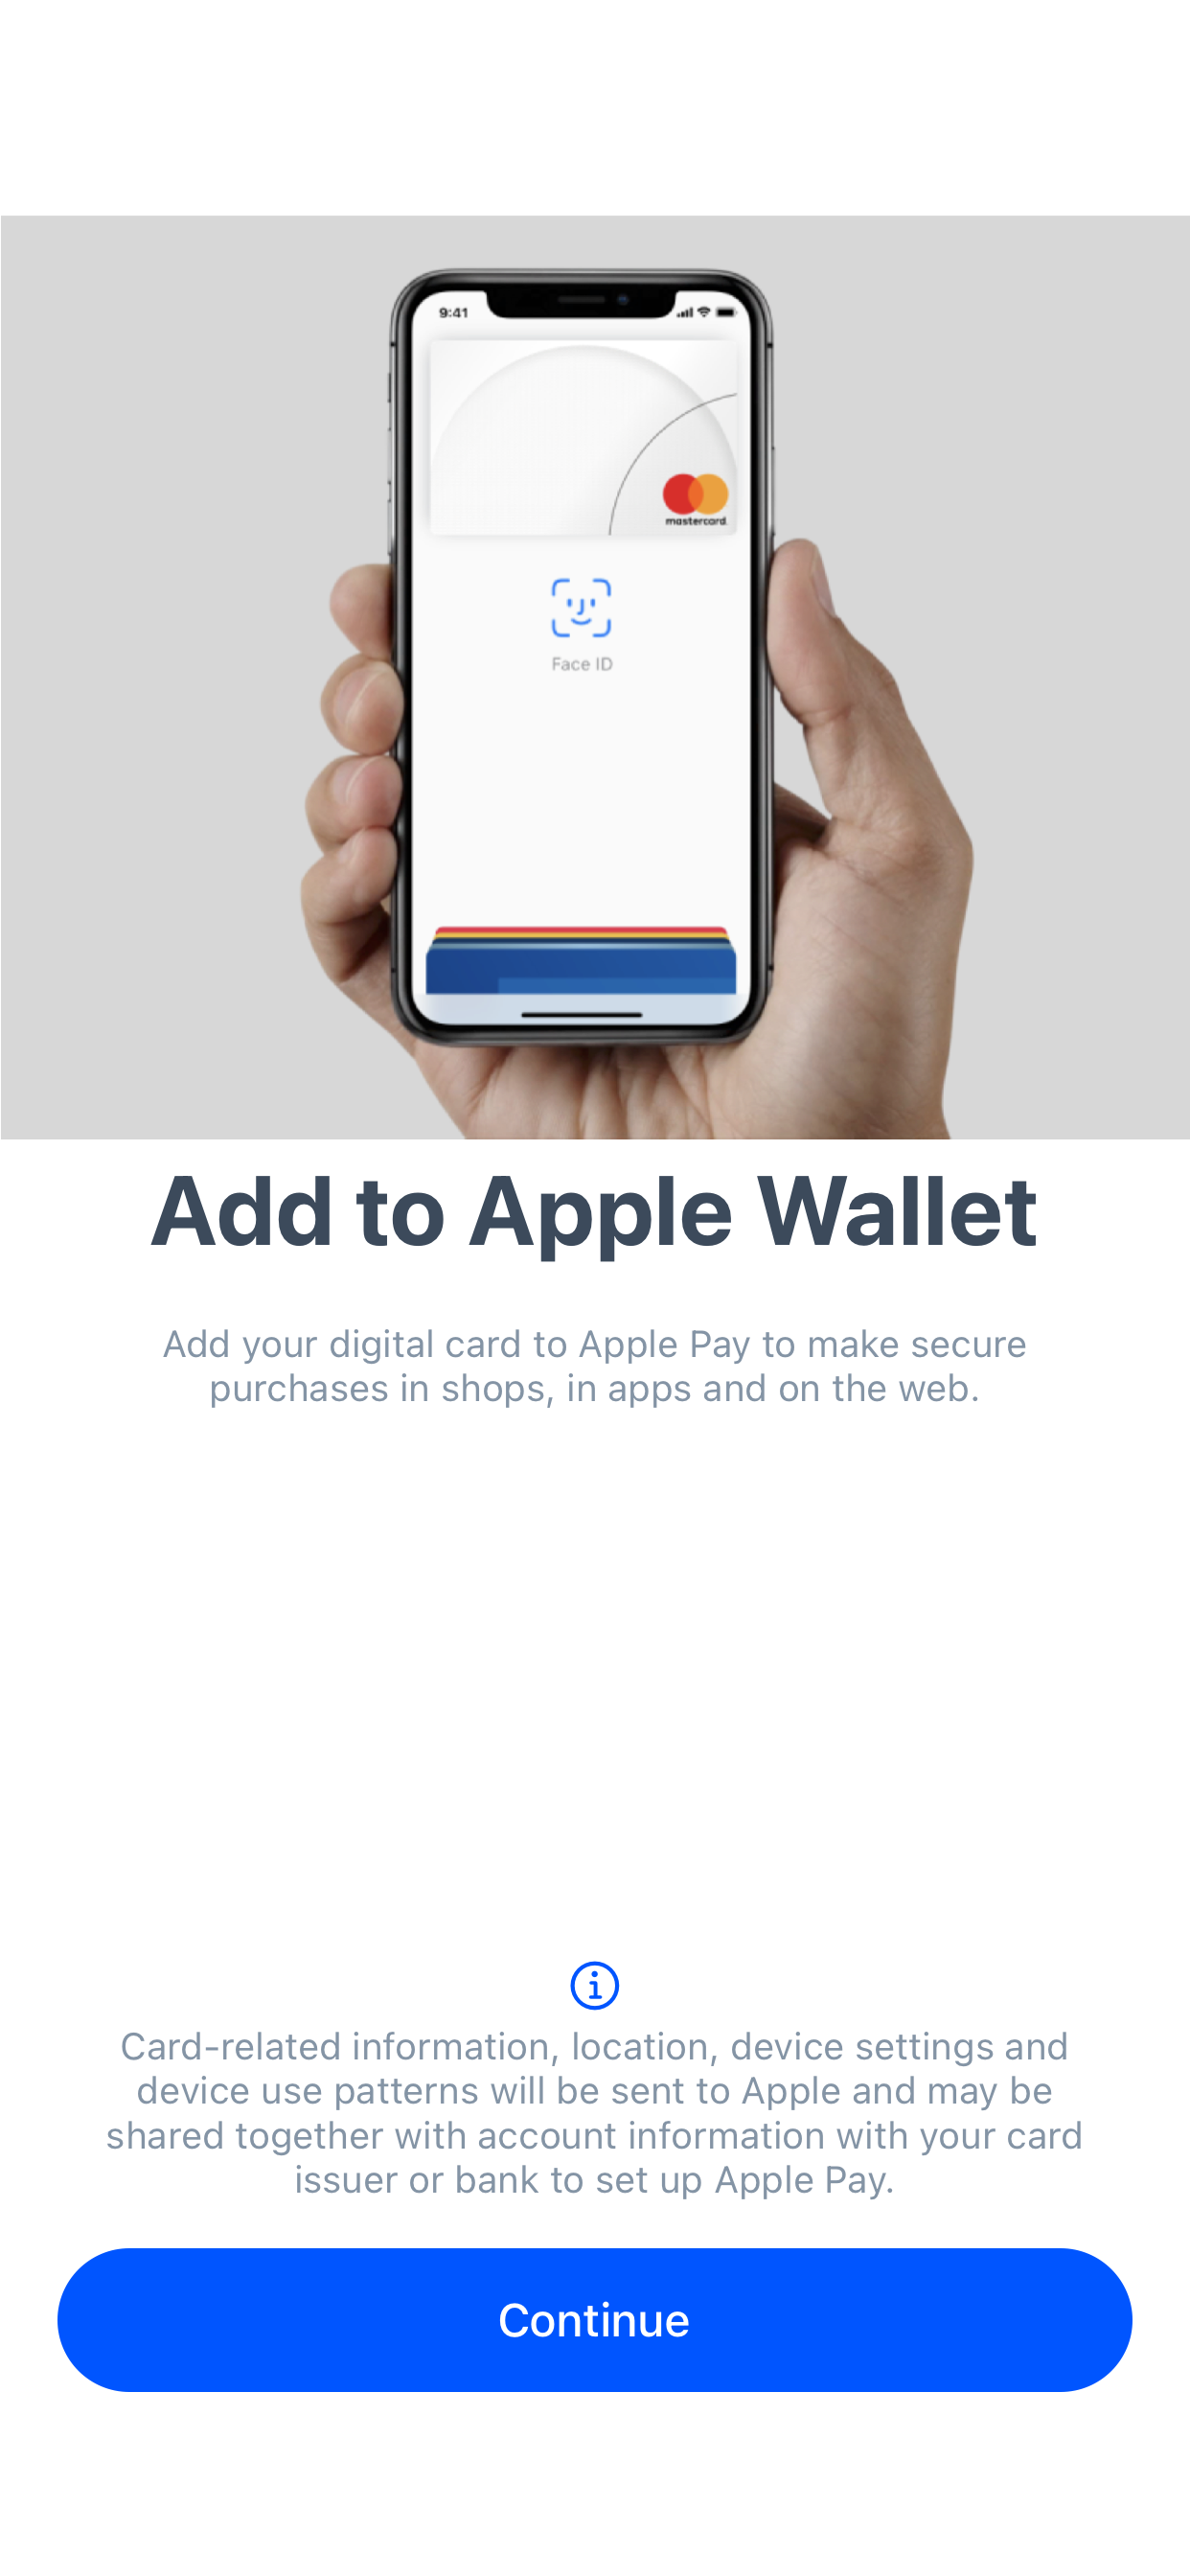 9:41
mastercard.
Face ID
Add to Apple Wallet
Add your digital card to Apple Pay to make secure
purchases in shops, in apps and on the web.
Card-related information, location, device settings and
device use patterns will be sent to Apple and may be
shared together with account information with your card
issuer or bank to set up Apple Pay.
Continue